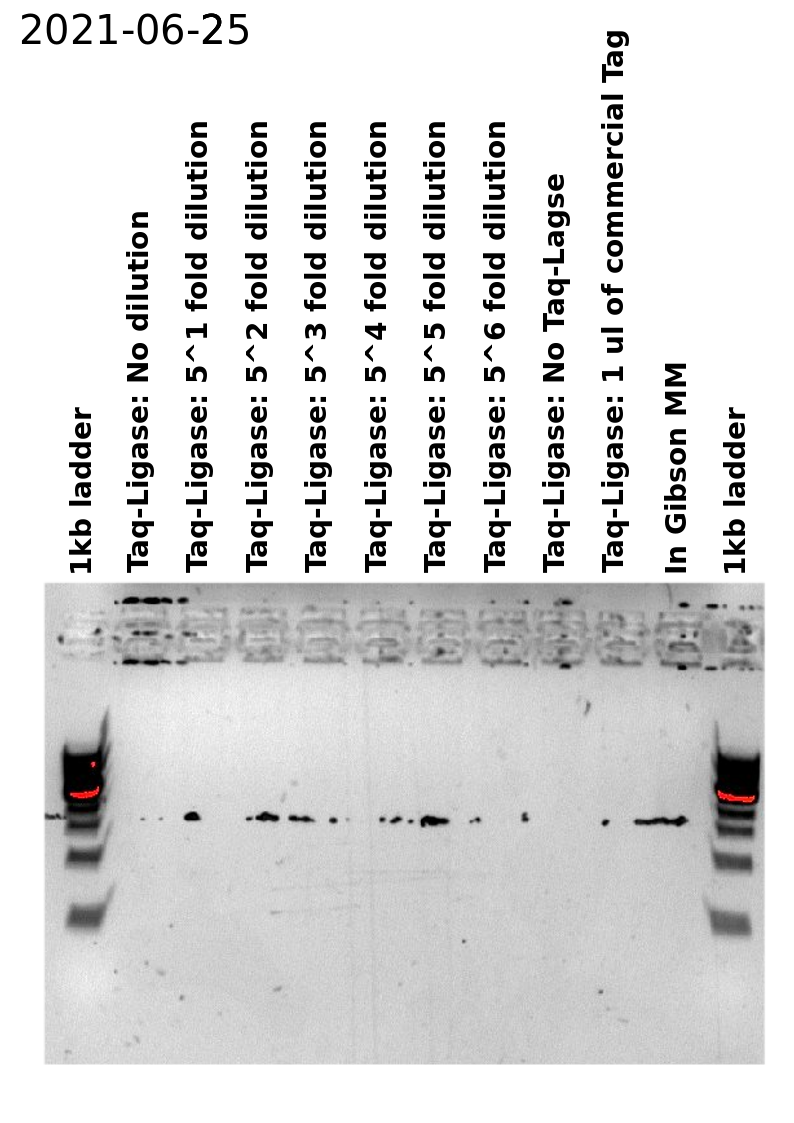 2021-06-25
1kb ladder
Taq-Ligase: No dilution
Taq-Ligase: 5^1 fold dilution
Taq-Ligase: 5^2 fold dilution
Taq-Ligase: 5^3 fold dilution
Taq-Ligase: 5^4 fold dilution
Taq-Ligase: 5^5 fold dilution
Taq-Ligase: 5^6 fold dilution
Taq-Ligase: No Taq-Lagse
Taq-Ligase: 1 ul of commercial Tag
In Gibson MM
1kb ladder